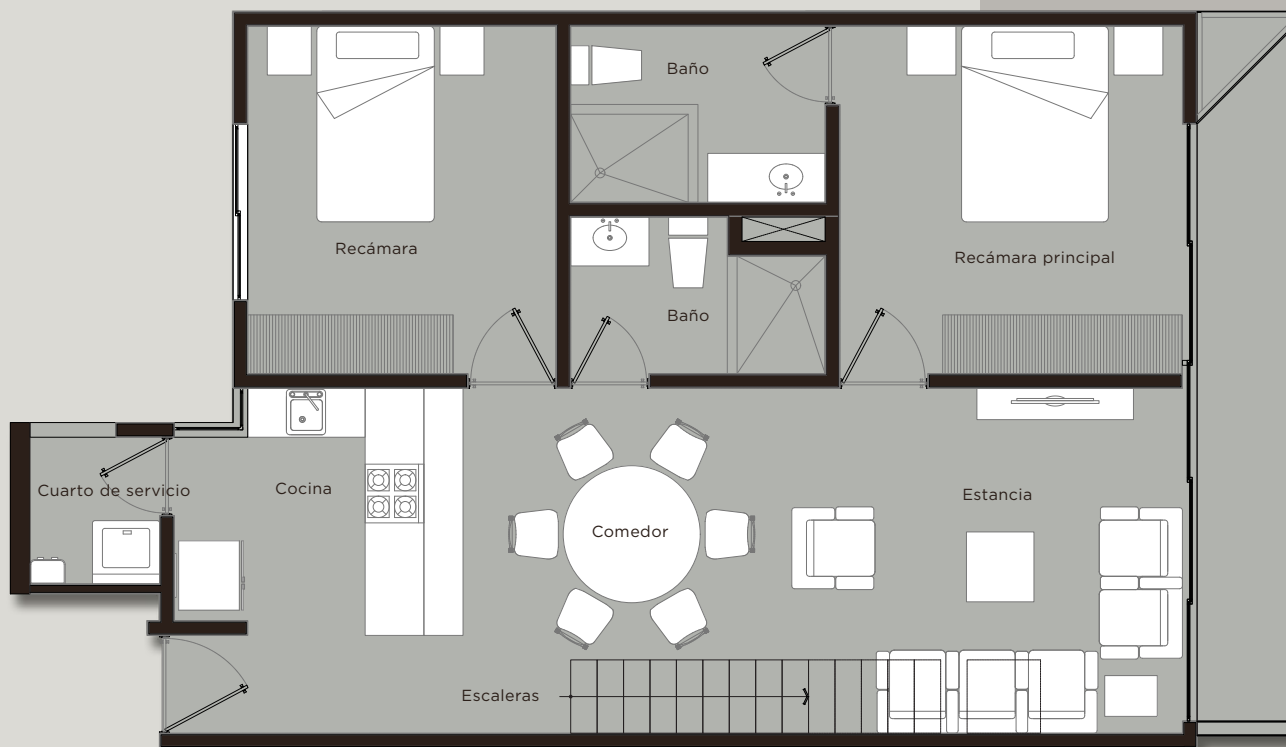 Baño
Recámara
Recámara principal
Baño
Cuarto de servicio
Cocina
Comedor
Estancia
Escaleras